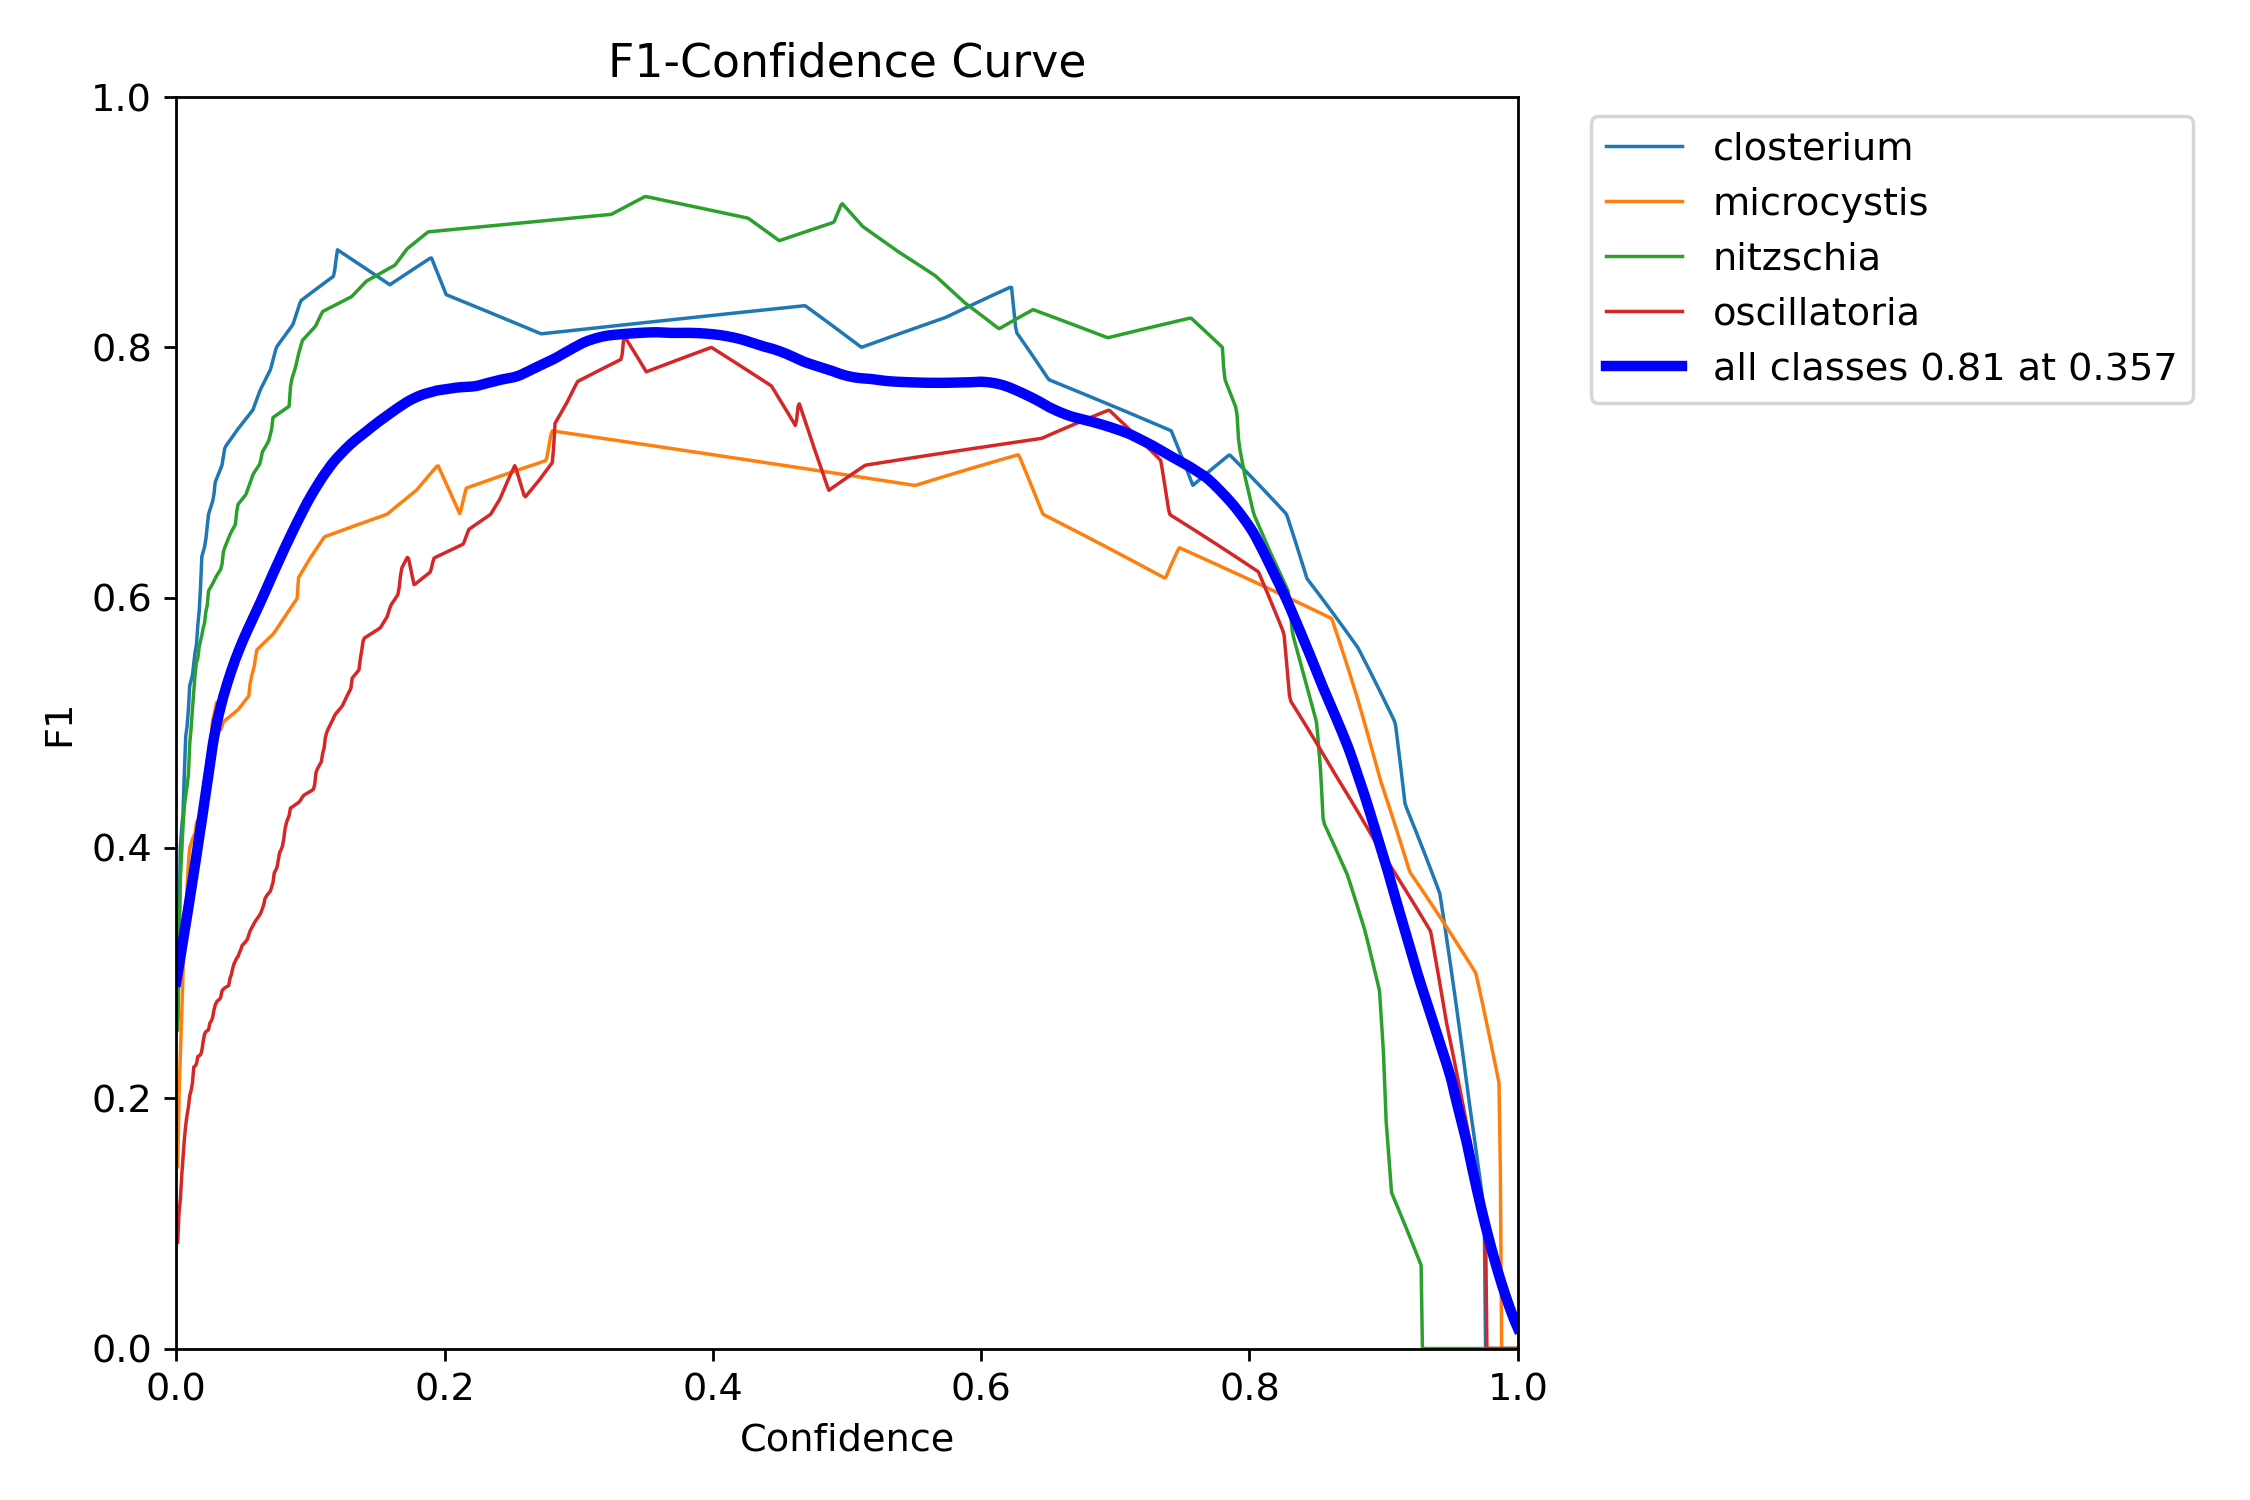 F1-Confidence Curve
1.0
0.8
0.6
0.4
0.2
0.0
F1
0.0 0.2 0.4 0.6 0.8 1.0
Confidence
closterium
microcystis
nitzschia
oscillatoria
all classes 0.81 at 0.357